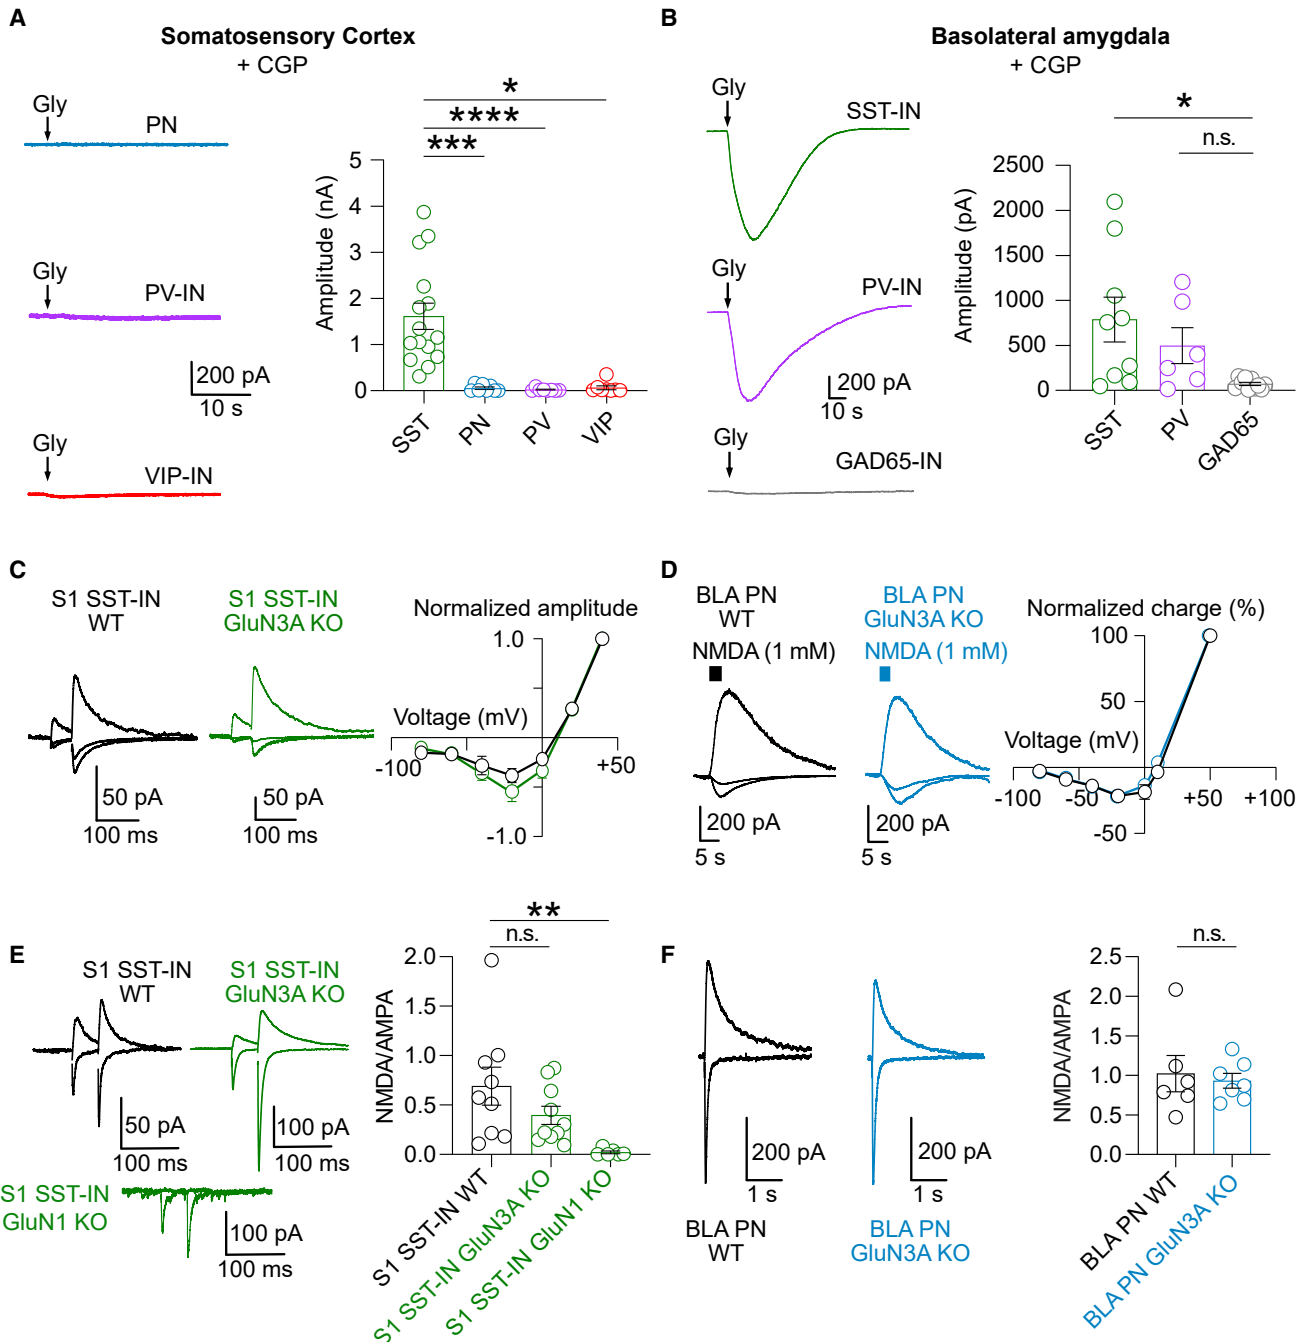 A
Somatosensory Cortex
+ CGP
Gly
PN
Gly
PV-IN
200 pA
10 s
Gly
VIP-IN
*
****
***
Amplitude (nA)
5
4
3
2
1
0
SST
PN
PV
VIP
B
Basolateral amygdala
+ CGP
Gly
SST-IN
Gly
PV-IN
200 pA
10 s
Gly
GAD65-IN
*
n.s.
Amplitude (pA)
2500
2000
1500
1000
500
0
SST
PV
GAD65
C
S1 SST-IN
WT
S1 SST-IN
GluN3A KO
50 pA
100 ms
50 pA
100 ms
Normalized amplitude
1.0
Voltage (mV)
-100
+50
-1.0
D
BLA PN
WT
NMDA (1 mM)
BLA PN
GluN3A KO
NMDA (1 mM)
200 pA
5 s
200 pA
5 s
Normalized charge (%)
100
50
Voltage (mV)
-100
-50
+50
+100
-50
E
S1 SST-IN
WT
S1 SST-IN
GluN3A KO
50 pA
100 ms
100 pA
100 ms
S1 SST-IN
GluN1 KO
100 pA
100 ms
**
n.s.
NMDA/AMPA
2.0
1.0
0.5
0.0
S1 SST-IN WT
S1 SST-IN GluN3A KO
S1 SST-IN GluN1 KO
F
200 pA
1 s
BLA PN
WT
200 pA
1 s
BLA PN
GluN3A KO
n.s.
NMDA/AMPA
2.5
2.0
1.5
1.0
0.5
0.0
BLA PN WT
BLA PN GluN3A KO